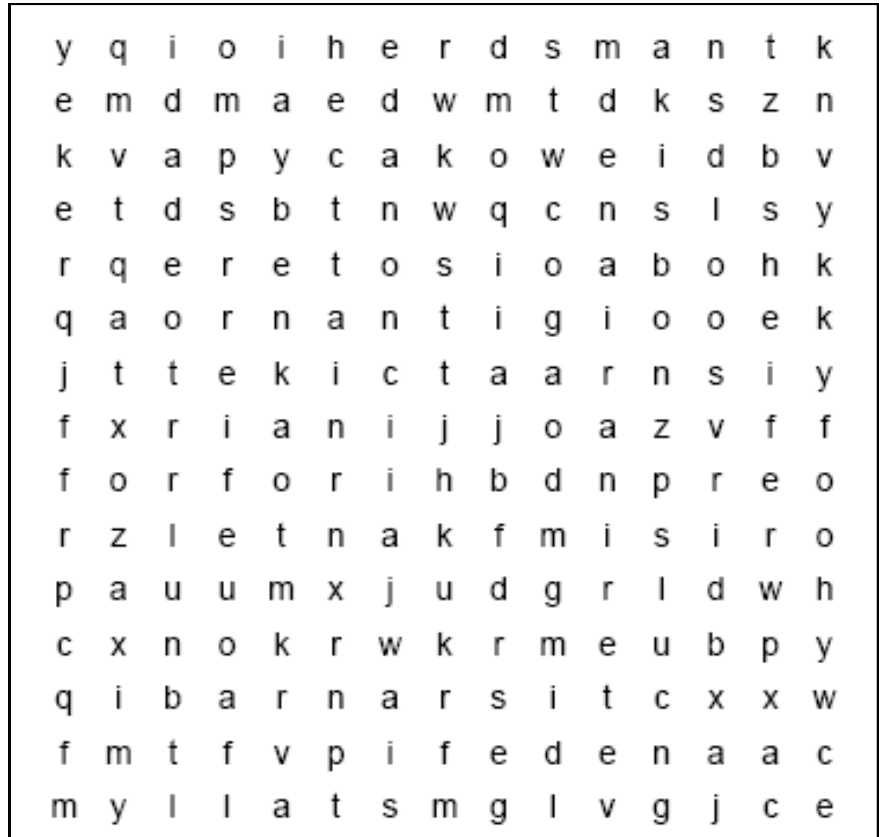 y q i o i h e r d s m a n t k
e m d m a e d w m t d k s z n
k v a p y c a k o w e i d b v
e t d s b t n w q c n s l s y
r q e r e t o s i o a b o h k
q a o r n a n t i g i o o e k
j t t e k i c t a a r n s i y
f x r i a n i j j o a z v f f
f o r f o r i h b d n p r e o
r z l e t n a k f m i s i r o
p a u u m x j u d g r l d w h
c x n o k r w k r m e u b p y
q i b a r n a r s i t c x x w
f m t f v p i f e d e n a a c
m y l l a t s m g l v g j c e